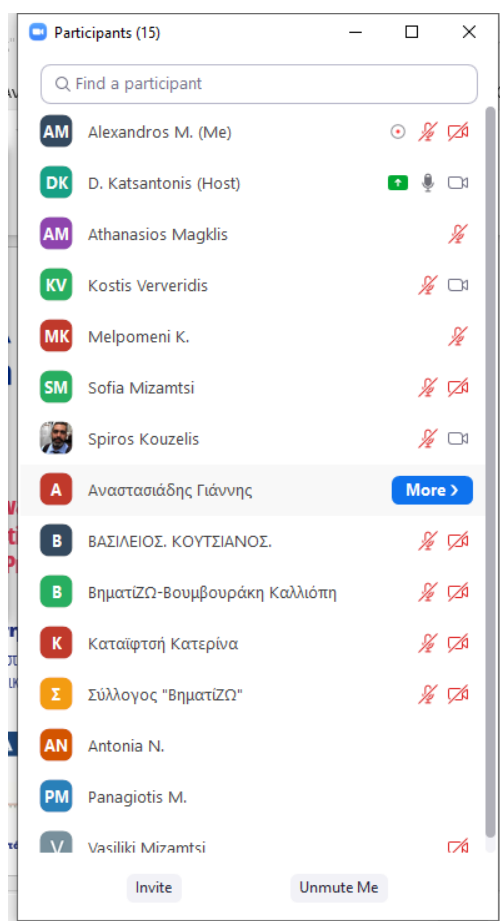 Participants (15)
Find a participant
AM Alexandros M. (Me)
DK D. Katsantonis (Host)
AM Athanasios Magklis
KV Kostis Ververidis
MK Melpomeni K.
SM Sofia Mizamtsi
Spiros Kouzelis
Α Αναστασιάδης Γιάννης More
Β ΒΑΣΙΛΕΙΟΣ. ΚΟΥΤΣΙΑΝΟΣ.
Β ΒηματίΖΩ-Βουμβουράκη Καλλιόπη
Κ Καταϊφτσή Κατερίνα
Σ Σύλλογος "ΒηματίΖΩ"
AN Antonia N.
PM Panagiotis M.
V Vasiliki Mizamtsi
Invite Unmute Me